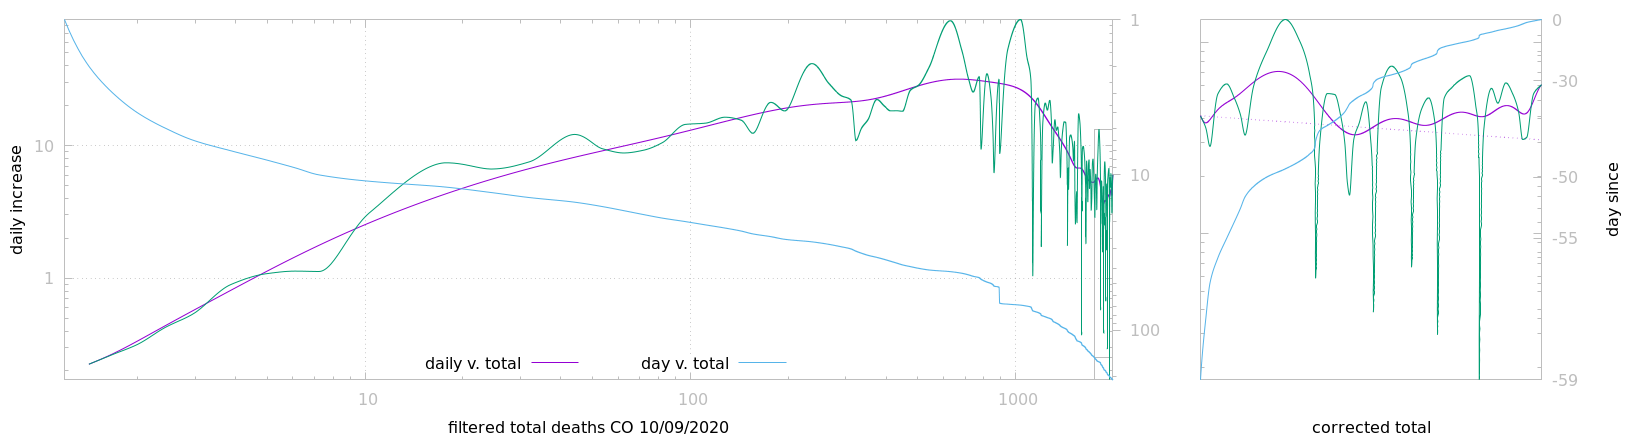 1
0
-30
10
10
daily increase
-50
day since
-55
1
100
daily v. total
day v. total
-59
10
100
1000
filtered total deaths CO 10/09/2020
corrected total